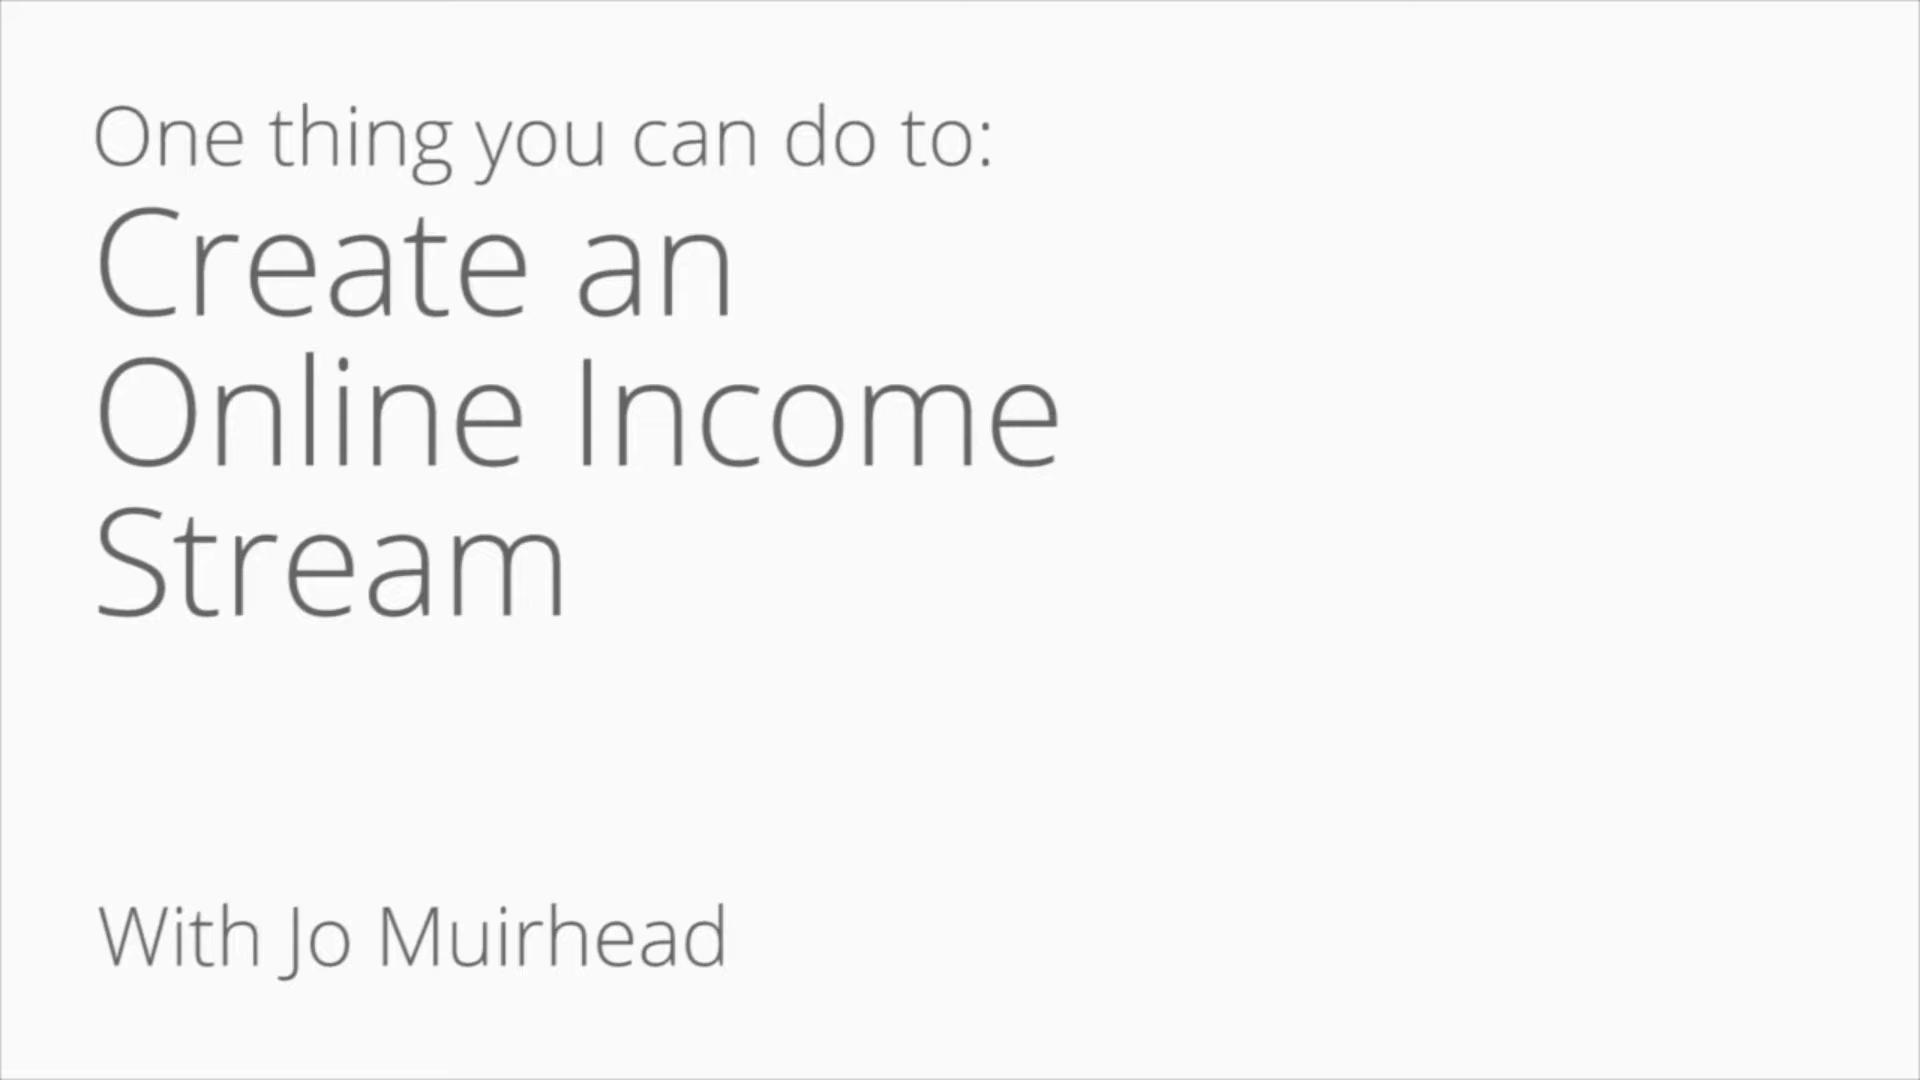 One thing you can do to:
Create an
Online Income
Stream
With Jo Muirhead